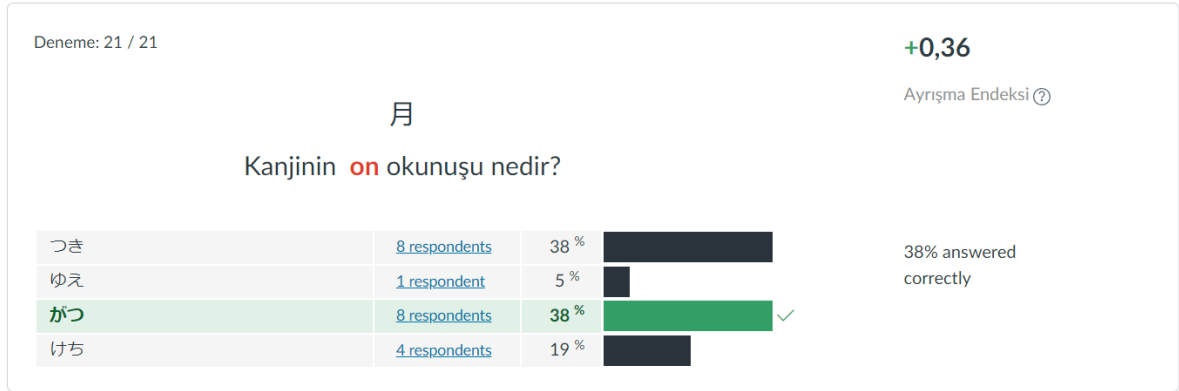 Deneme: 21 / 21
+0,36
Ayrışma Endeksi ?
月
Kanjinin on okunuşu nedir?
つき 8 respondents 38 %
ゆえ 1 respondent 5 %
がつ 8 respondents 38 %
けち 4 respondents 19 %
38% answered
correctly